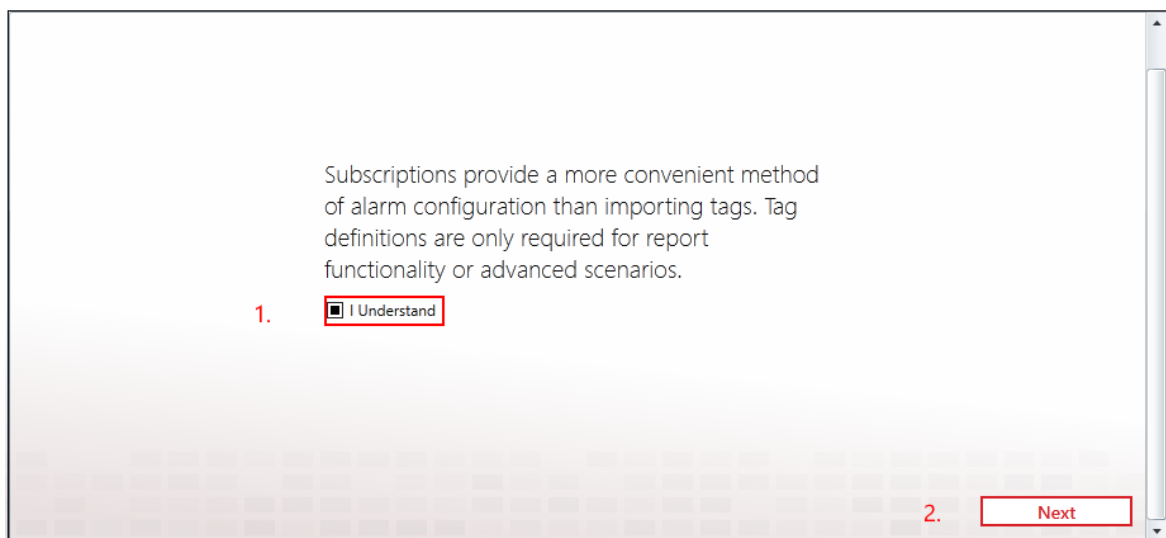 Subscriptions provide a more convenient method
of alarm configuration than importing tags. Tag
definitions are only required for report
functionality or advanced scenarios.
1. I Understand
2. Next